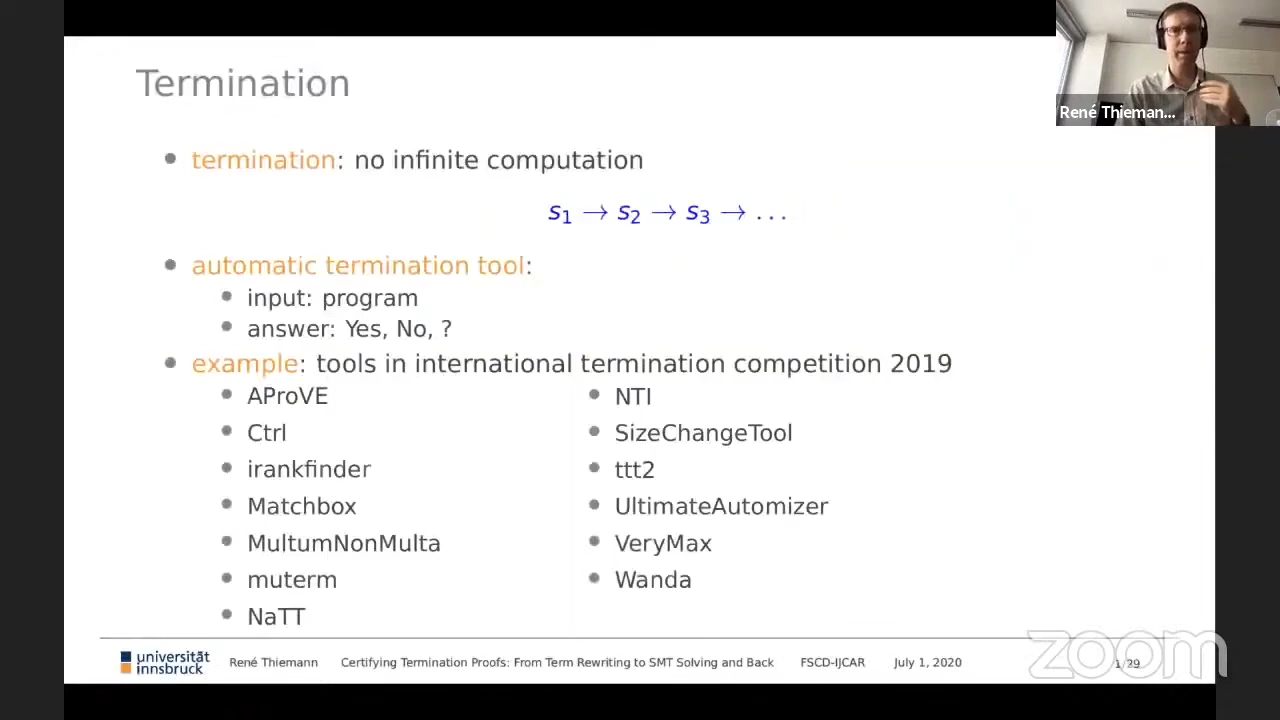 Termination
René Thieman...
termination: no infinite computation
s1 → s2 → s3 → ...
automatic termination tool:
input: program
answer: Yes, No, ?
example: tools in international termination competition 2019
AProVE
Ctrl
irankfinder
Matchbox
MultumNonMulta
muterm
NaTT
NTI
SizeChangeTool
ttt2
UltimateAutomizer
VeryMax
Wanda
universität
innsbruck
René Thiemann Certifying Termination Proofs: From Term Rewriting to SMT Solving and Back FSCD-IJCAR July 1, 2020 1/29
zoom